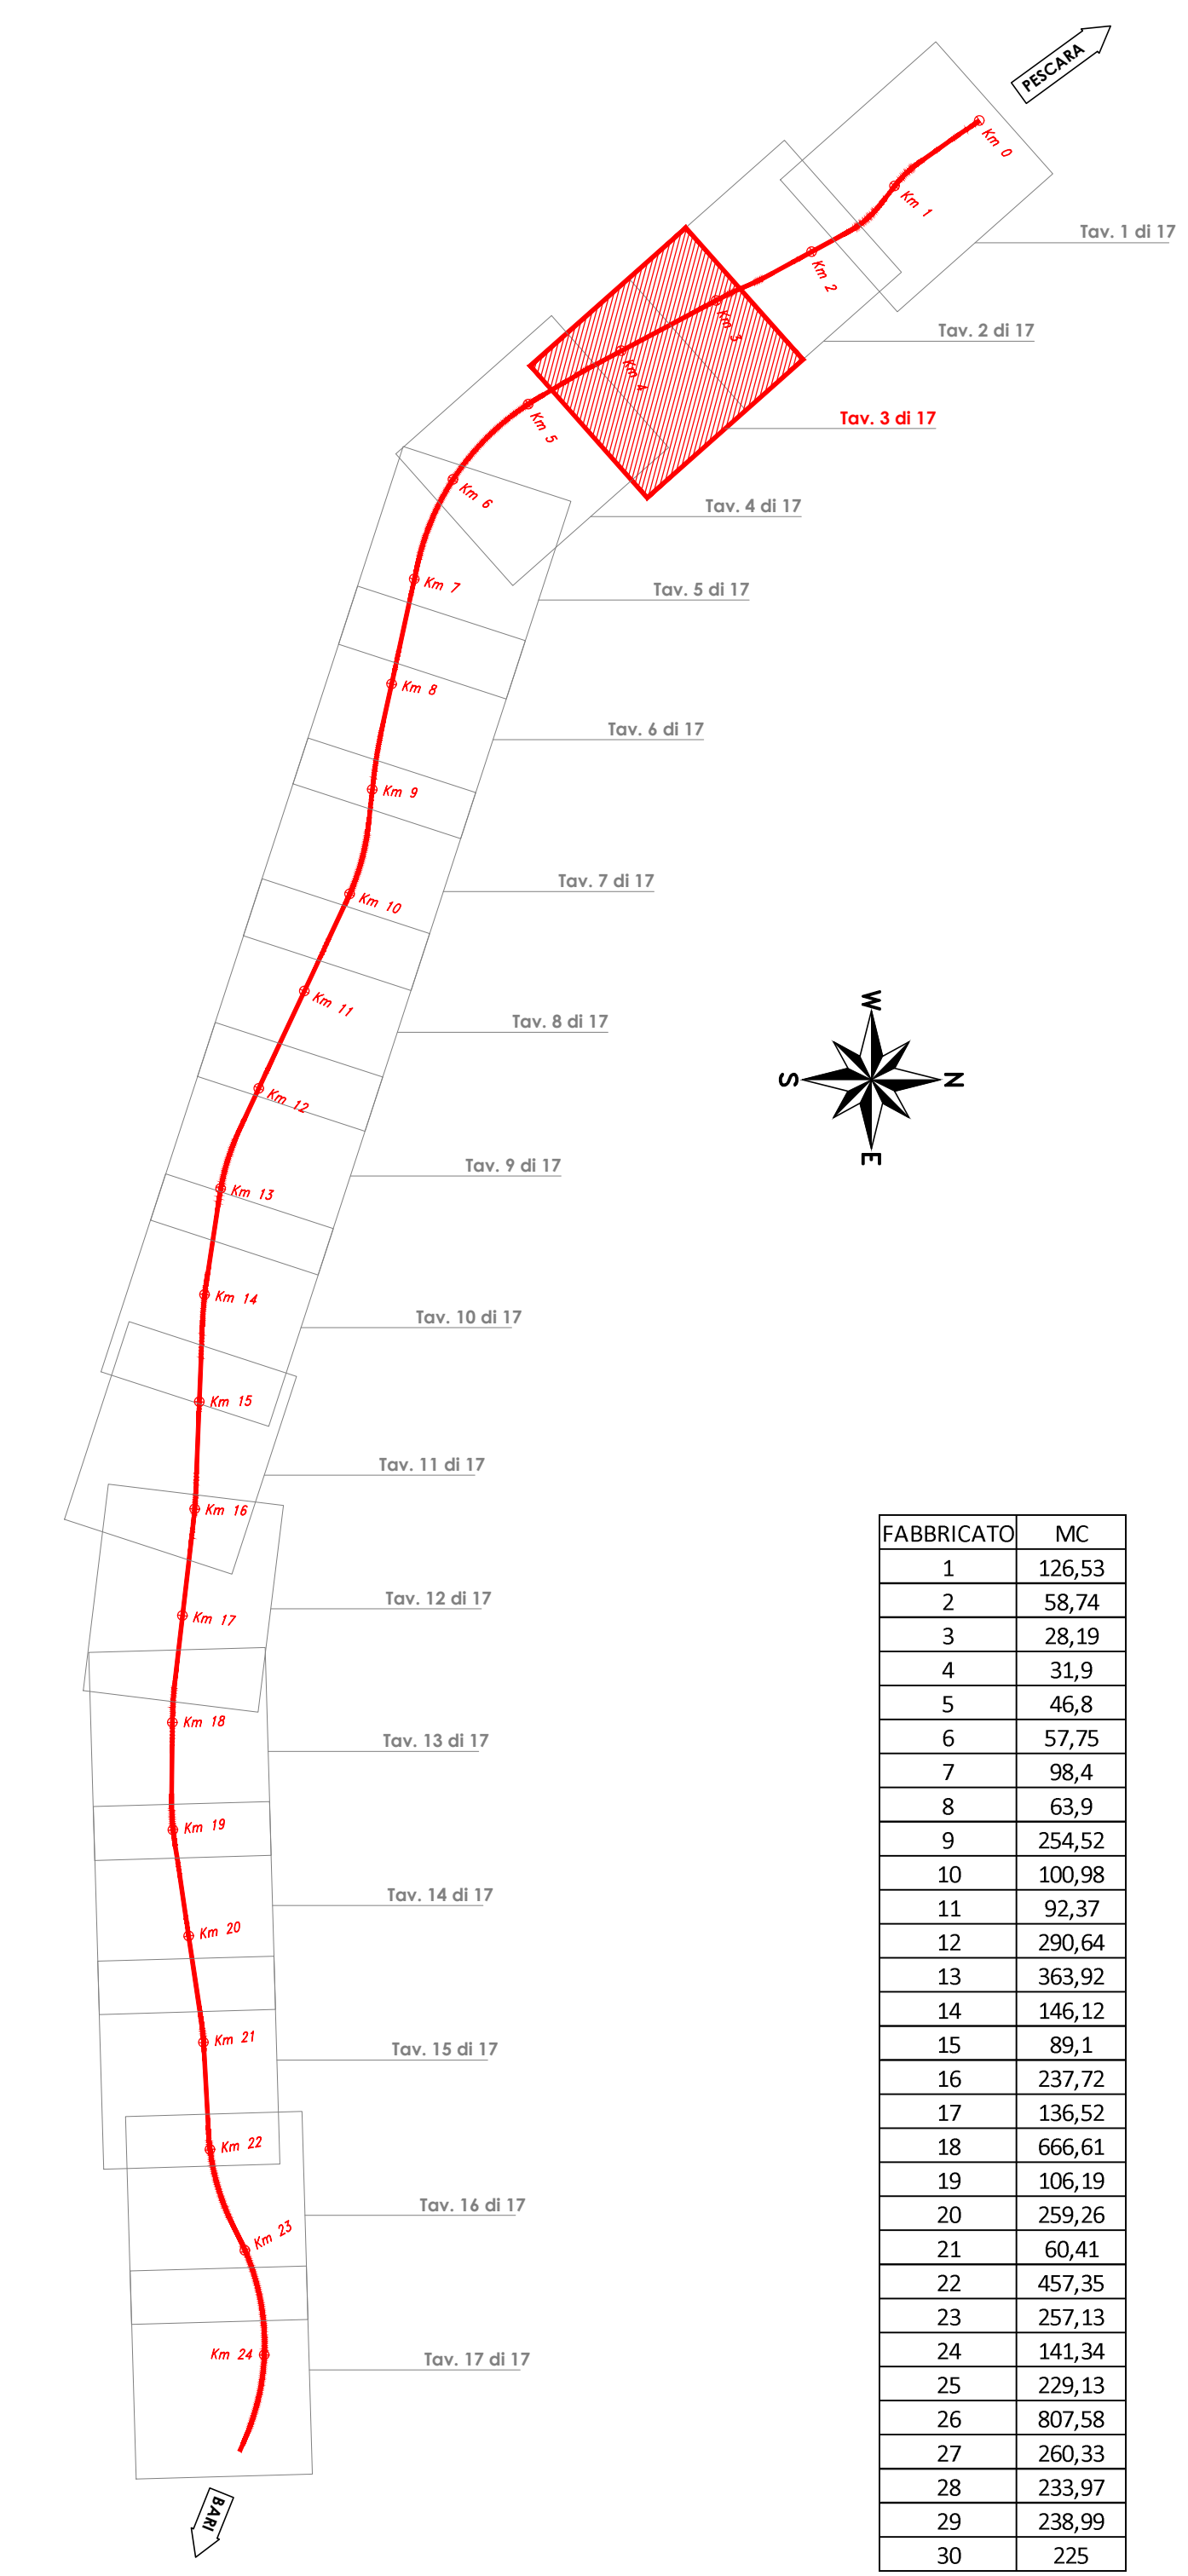 PESCARA
Km 0
Km 1
Tav. 1 di 17
Km 2
Km 3
Tav. 2 di 17
Km 4
Tav. 3 di 17
Km 5
Km 6
Tav. 4 di 17
Km 7
Tav. 5 di 17
Km 8
Tav. 6 di 17
Km 9
Tav. 7 di 17
Km 10
Km 11
W
Tav. 8 di 17
S
N
Km 12
E
Tav. 9 di 17
Km 13
Km 14
Tav. 10 di 17
Km 15
Tav. 11 di 17
Km 16
Tav. 12 di 17
Km 17
Km 18
Tav. 13 di 17
Km 19
Tav. 14 di 17
Km 20
Km 21
Tav. 15 di 17
Km 22
Tav. 16 di 17
Km 23
Km 24
Tav. 17 di 17
BARI
FABBRICATO MC
1 126,53
2 58,74
3 28,19
4 31,9
5 46,8
6 57,75
7 98,4
8 63,9
9 254,52
10 100,98
11 92,37
12 290,64
13 363,92
14 146,12
15 89,1
16 237,72
17 136,52
18 666,61
19 106,19
20 259,26
21 60,41
22 457,35
23 257,13
24 141,34
25 229,13
26 807,58
27 260,33
28 233,97
29 238,99
30 225